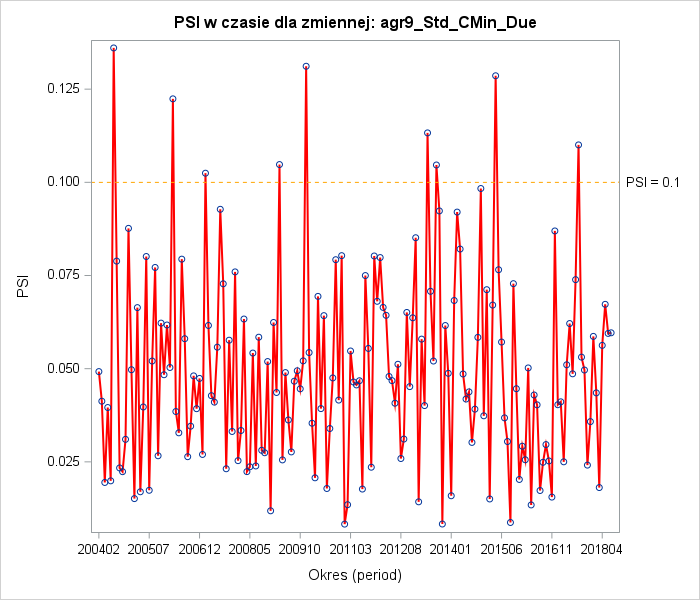 PSI w czasie dla zmiennej: agr9_Std_CMin_Due
0.125
0.100
PSI = 0.1
0.075
PSI
0.050
0.025
200402 200507 200612 200805 200910 201103 201208 201401 201506 201611 201804
Okres (period)